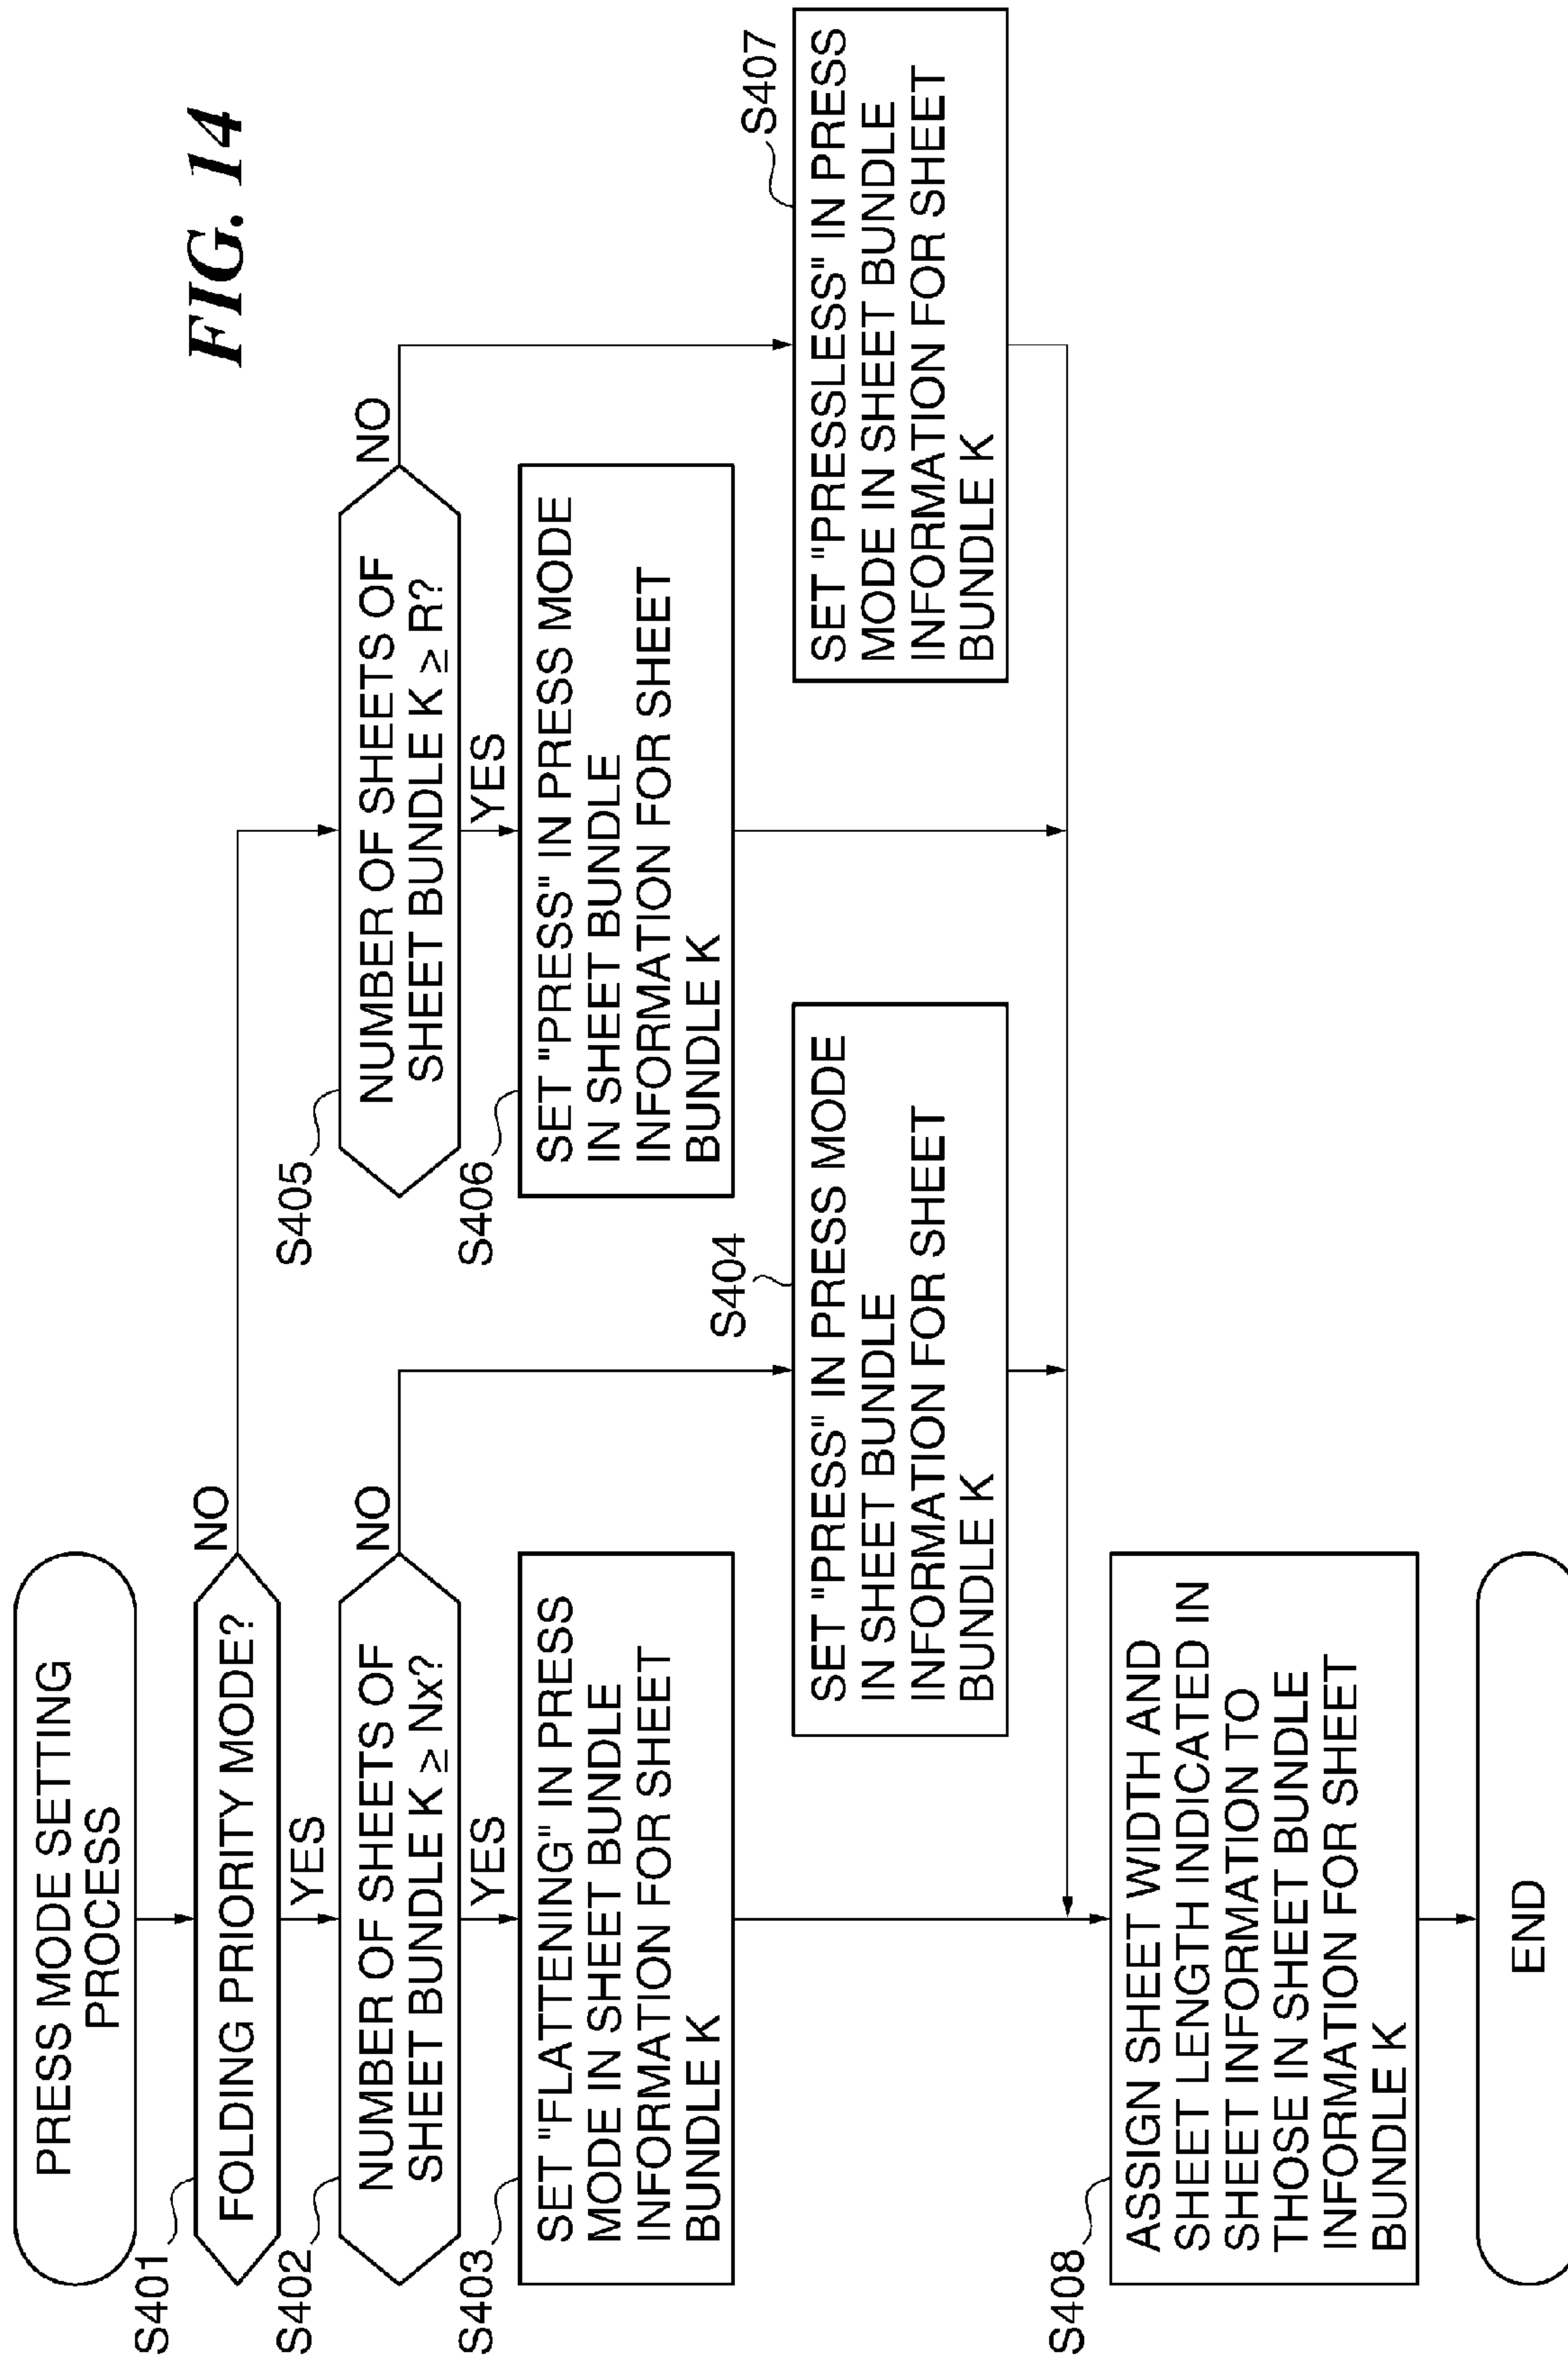 FIG. 14
PRESS MODE SETTING
PROCESS
S401
FOLDING PRIORITY MODE?
NO
YES
S402
NUMBER OF SHEETS OF
SHEET BUNDLE K ≥ Nx?
NO
YES
S403
SET "FLATTENING" IN PRESS
MODE IN SHEET BUNDLE
INFORMATION FOR SHEET
BUNDLE K
S404
SET "PRESS" IN PRESS MODE
IN SHEET BUNDLE
INFORMATION FOR SHEET
BUNDLE K
S405
NUMBER OF SHEETS OF
SHEET BUNDLE K ≥ R?
NO
YES
S406
SET "PRESS" IN PRESS MODE
IN SHEET BUNDLE
INFORMATION FOR SHEET
BUNDLE K
S407
SET "PRESSLESS" IN PRESS
MODE IN SHEET BUNDLE
INFORMATION FOR SHEET
BUNDLE K
S408
ASSIGN SHEET WIDTH AND
SHEET LENGTH INDICATED IN
SHEET INFORMATION TO
THOSE IN SHEET BUNDLE
INFORMATION FOR SHEET
BUNDLE K
END